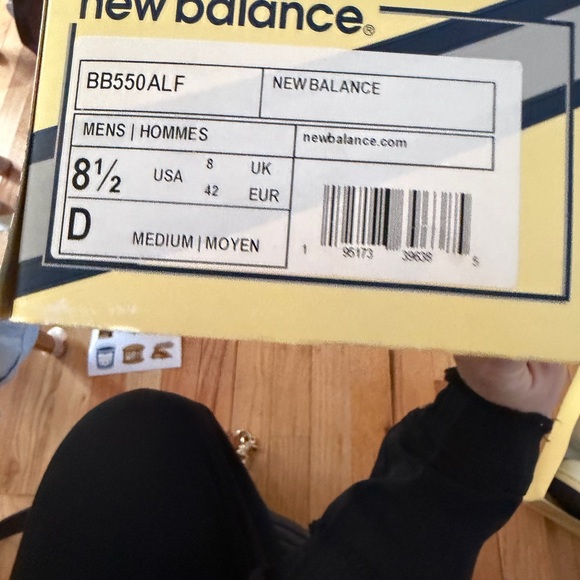 new balance®
BB550ALF
NEW BALANCE
MENS | HOMMES
newbalance.com
8½ USA 8 UK
42 EUR
D MEDIUM | MOYEN
1 95173 39638 5